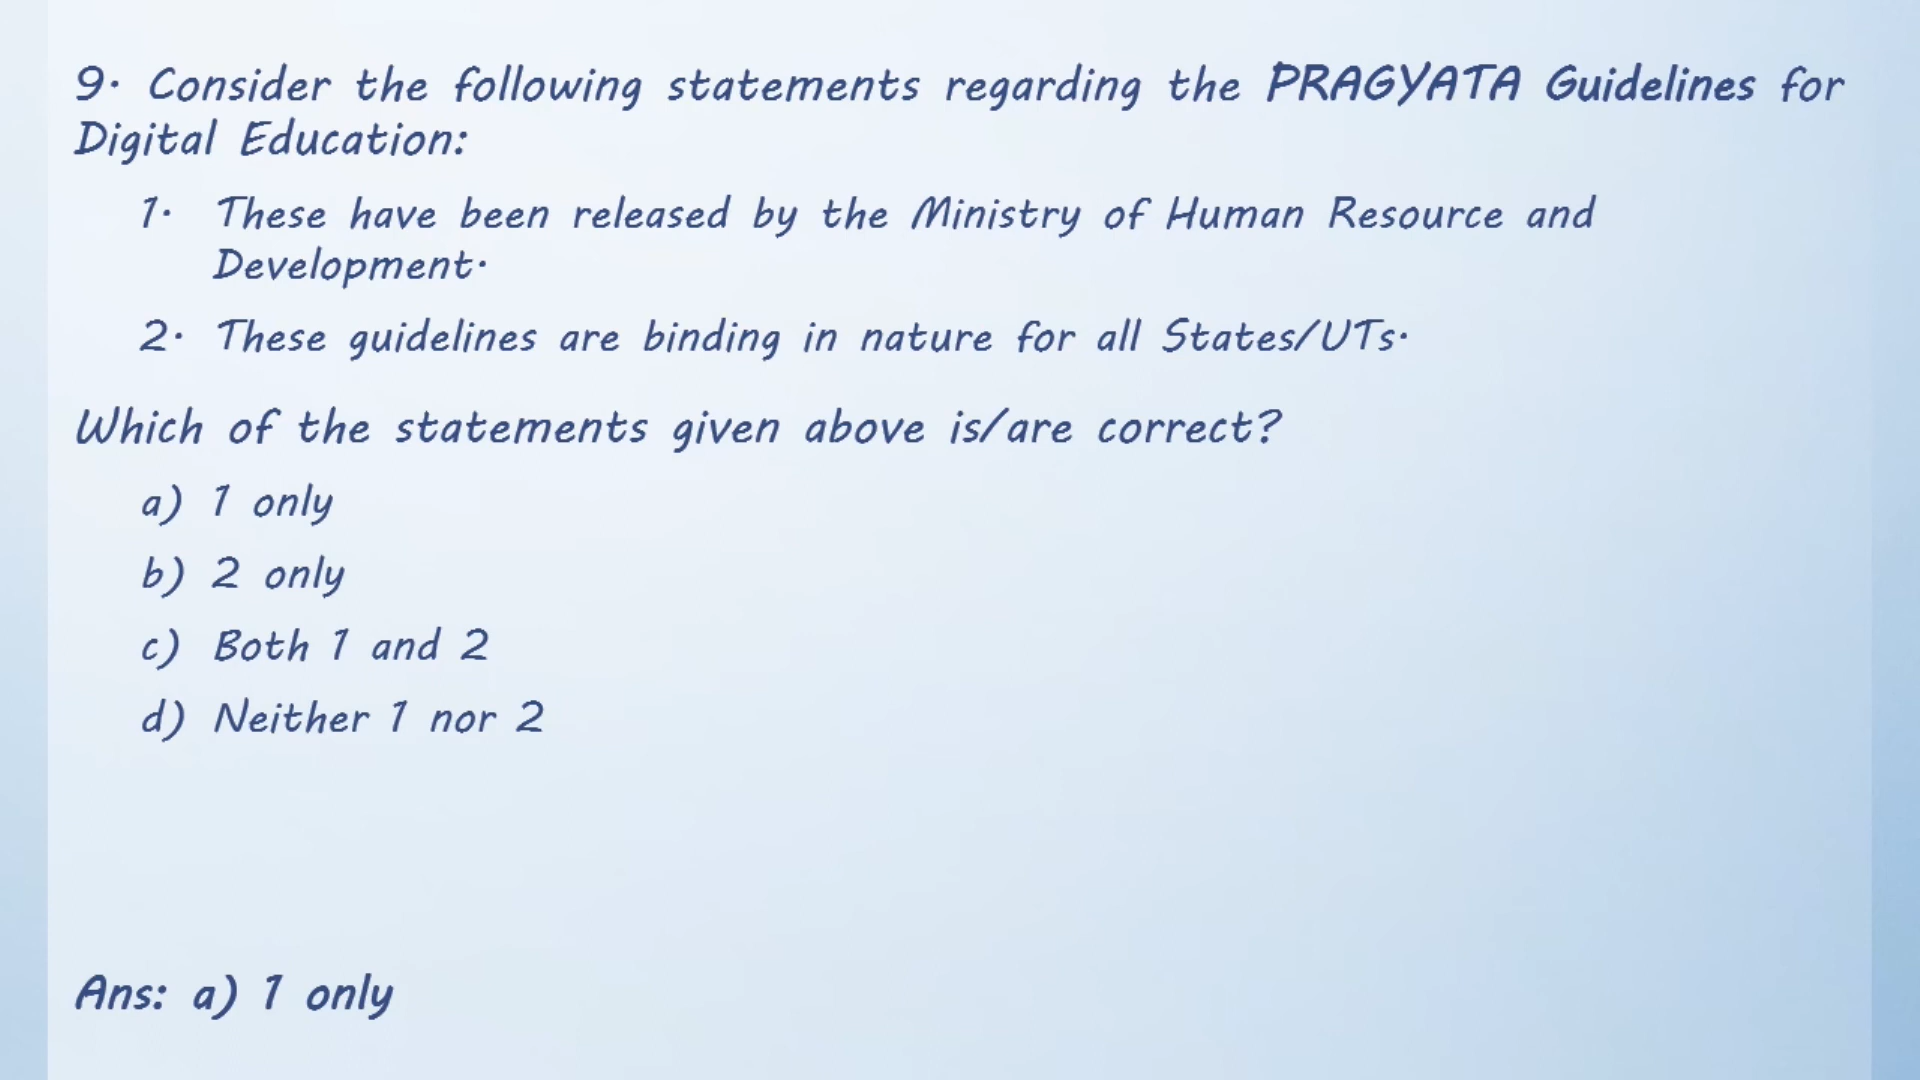 9. Consider the following statements regarding the PRAGYATA Guidelines for
Digital Education:
1. These have been released by the Ministry of Human Resource and
Development.
2. These guidelines are binding in nature for all States/UTs.
Which of the statements given above is/are correct?
a) 1 only
b) 2 only
c) Both 1 and 2
d) Neither 1 nor 2
Ans: a) 1 only